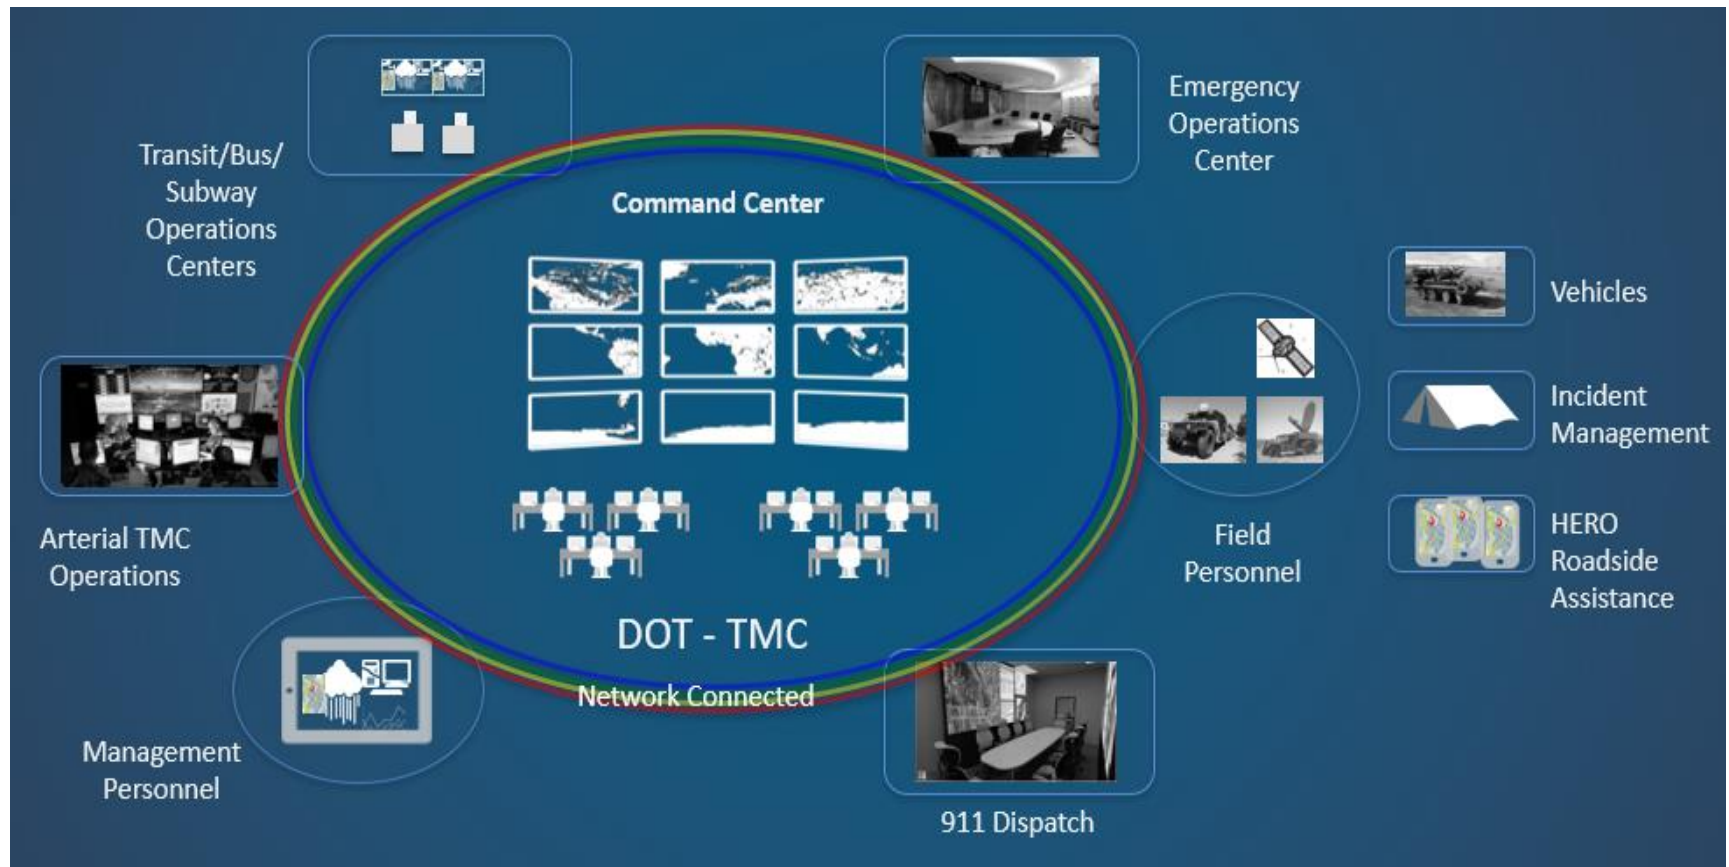 Transit/Bus/
Subway
Operations
Centers
Emergency
Operations
Center
Command Center
Vehicles
Incident
Management
HERO
Roadside
Assistance
Arterial TMC
Operations
Field
Personnel
DOT - TMC
Network Connected
Management
Personnel
911 Dispatch